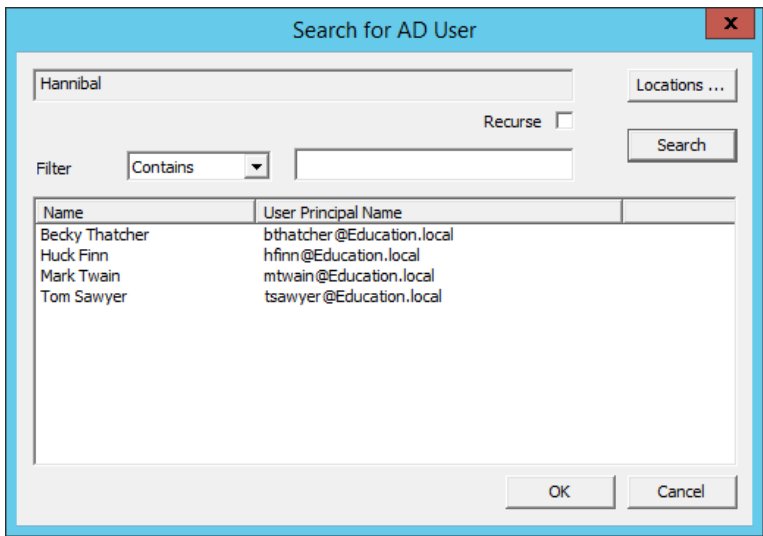 Search for AD User
x
Hannibal
Locations ...
Recurse
Search
Filter
Contains
Name User Principal Name
Becky Thatcher bthatcher@Education.local
Huck Finn hfinn@Education.local
Mark Twain mtwain@Education.local
Tom Sawyer tsawyer@Education.local
OK
Cancel